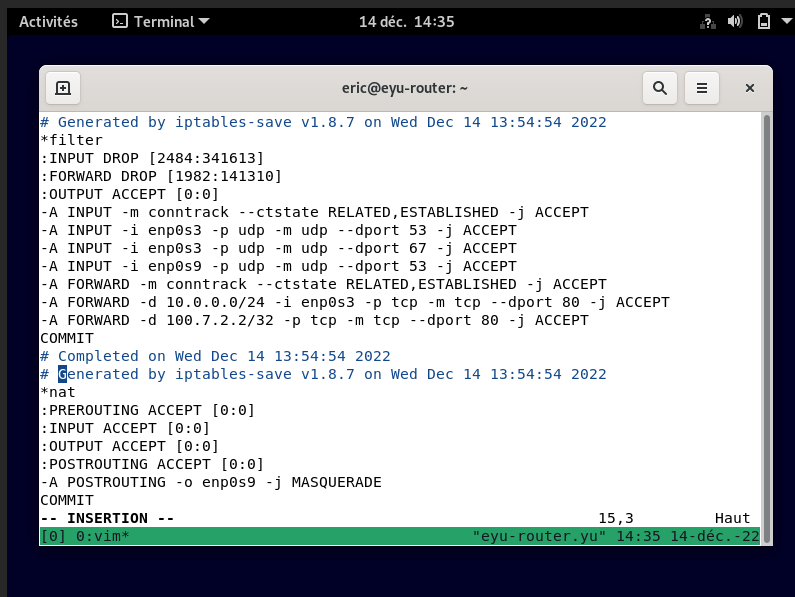 Activités Terminal 14 déc. 14:35
eric@eyu-router: ~
# Generated by iptables-save v1.8.7 on Wed Dec 14 13:54:54 2022
*filter
:INPUT DROP [2484:341613]
:FORWARD DROP [1982:141310]
:OUTPUT ACCEPT [0:0]
-A INPUT -m conntrack --ctstate RELATED,ESTABLISHED -j ACCEPT
-A INPUT -i enp0s3 -p udp -m udp --dport 53 -j ACCEPT
-A INPUT -i enp0s3 -p udp -m udp --dport 67 -j ACCEPT
-A INPUT -i enp0s9 -p udp -m udp --dport 53 -j ACCEPT
-A FORWARD -m conntrack --ctstate RELATED,ESTABLISHED -j ACCEPT
-A FORWARD -d 10.0.0.0/24 -i enp0s3 -p tcp -m tcp --dport 80 -j ACCEPT
-A FORWARD -d 100.7.2.2/32 -p tcp -m tcp --dport 80 -j ACCEPT
COMMIT
# Completed on Wed Dec 14 13:54:54 2022
# Generated by iptables-save v1.8.7 on Wed Dec 14 13:54:54 2022
*nat
:PREROUTING ACCEPT [0:0]
:INPUT ACCEPT [0:0]
:OUTPUT ACCEPT [0:0]
:POSTROUTING ACCEPT [0:0]
-A POSTROUTING -o enp0s9 -j MASQUERADE
COMMIT
-- INSERTION -- 15,3 Haut
[0] 0:vim* "eyu-router.yu" 14:35 14-déc.-22